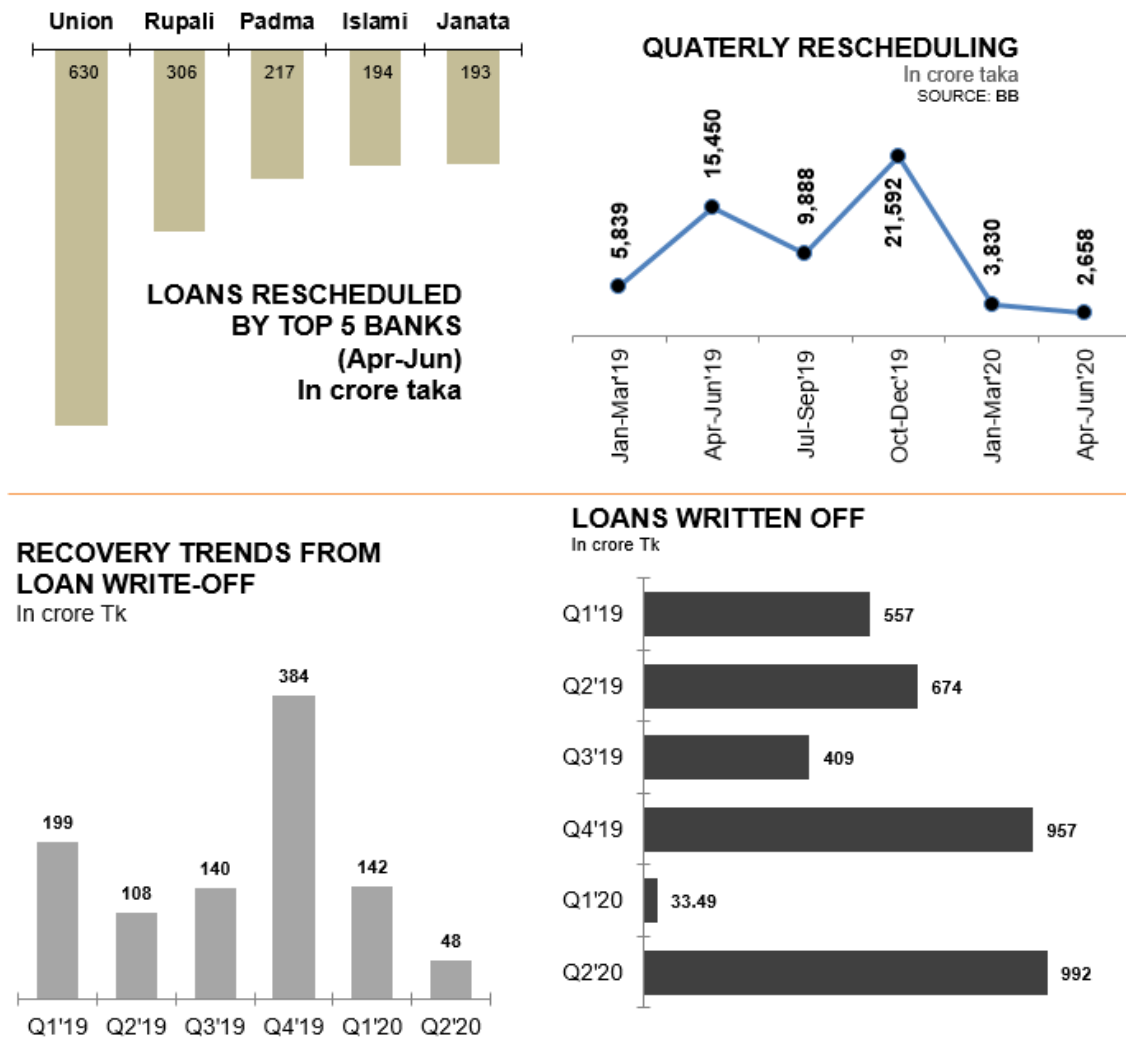 Union Rupali Padma Islami Janata
630 306 217 194 193
LOANS RESCHEDULED
BY TOP 5 BANKS
(Apr-Jun)
In crore taka
QUATERLY RESCHEDULING
In crore taka
SOURCE: BB
5,839 15,450 9,888 21,592 3,830 2,658
Jan-Mar'19 Apr-Jun'19 Jul-Sep'19 Oct-Dec'19 Jan-Mar'20 Apr-Jun'20
RECOVERY TRENDS FROM
LOAN WRITE-OFF
In crore Tk
199 108 140 384 142 48
Q1'19 Q2'19 Q3'19 Q4'19 Q1'20 Q2'20
LOANS WRITTEN OFF
In crore Tk
Q1'19 557
Q2'19 674
Q3'19 409
Q4'19 957
Q1'20 33.49
Q2'20 992